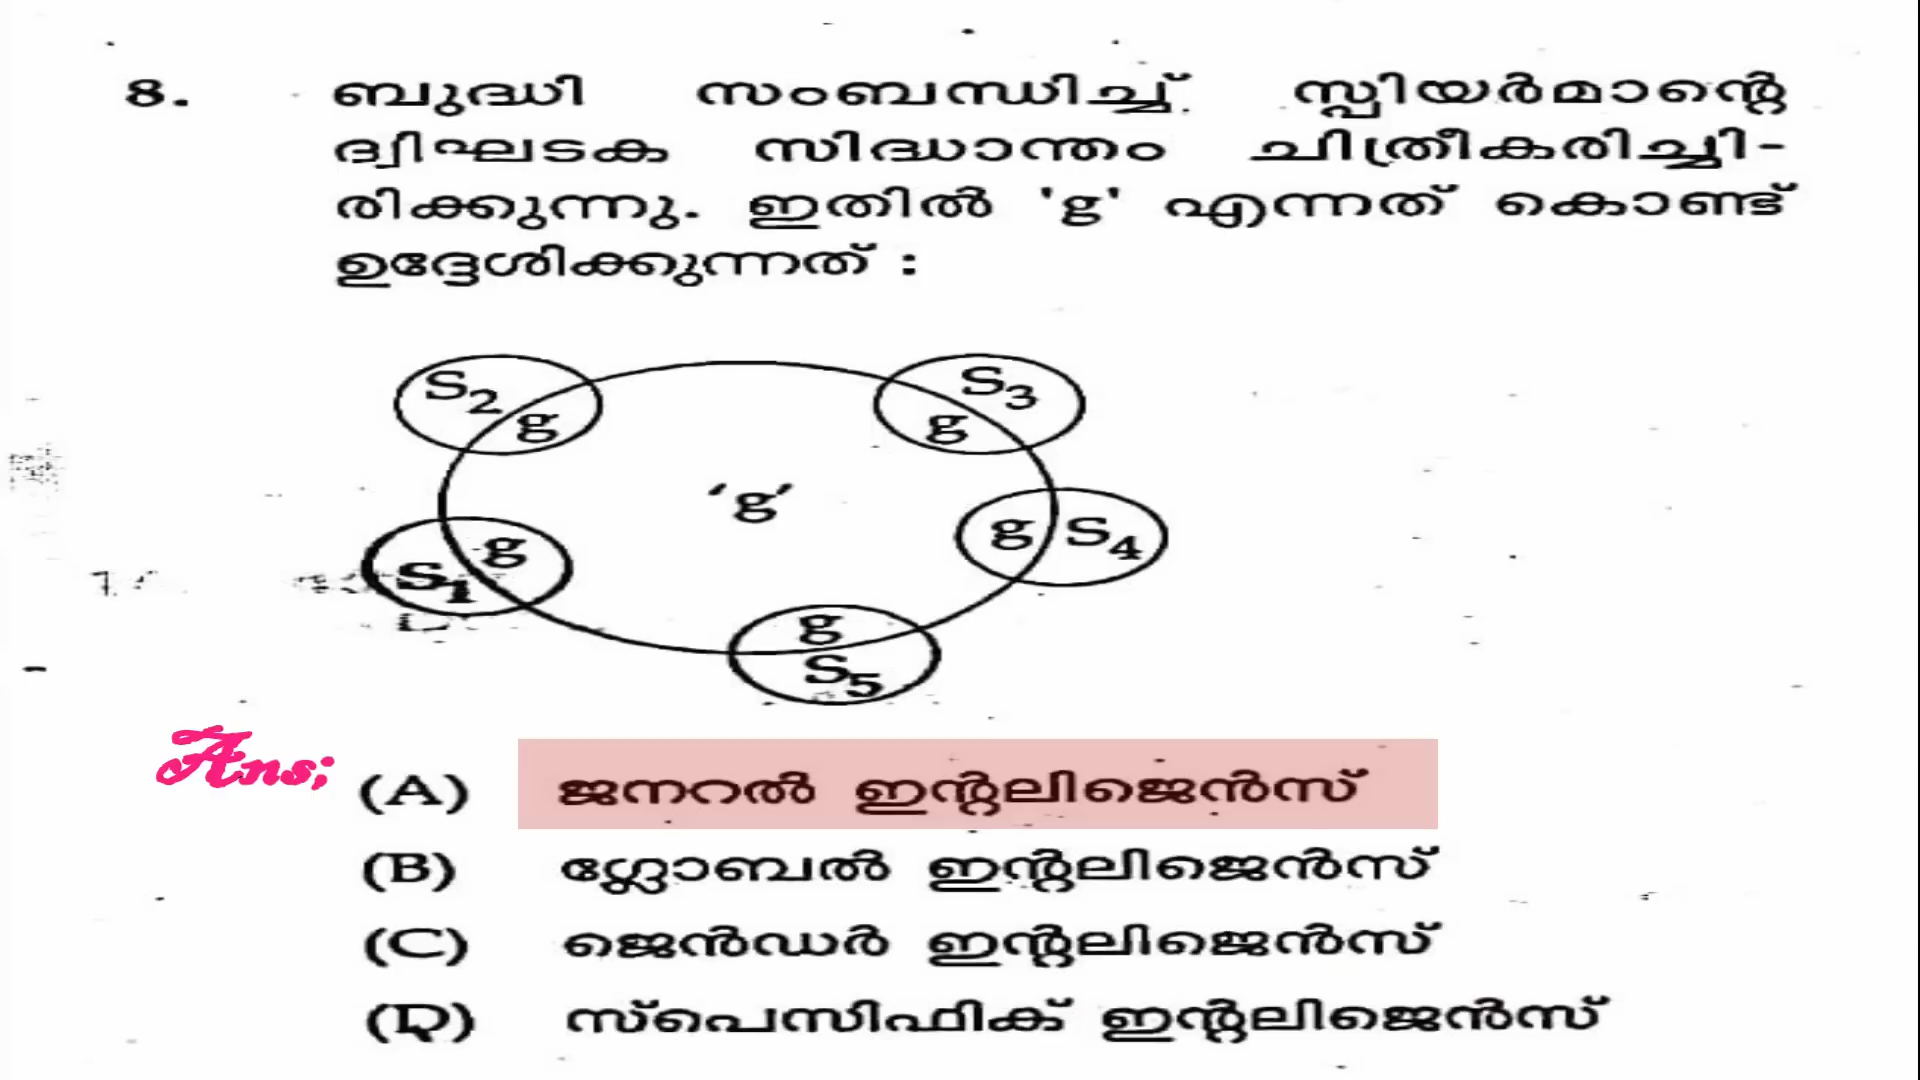 8. ബുദ്ധി സംബന്ധിച്ച് സ്പിയർമാന്റെ
ദ്വിഘടക സിദ്ധാന്തം ചിത്രീകരിച്ചി-
രിക്കുന്നു. ഇതിൽ 'g' എന്നത് കൊണ്ട്
ഉദ്ദേശിക്കുന്നത് :
S2 g
S3 g
'g'
g S4
S1 g
g S5
Ans;
(A) ജനറൽ ഇന്റലിജെൻസ്
(B) ഗ്ലോബൽ ഇന്റലിജെൻസ്
(C) ജെൻഡർ ഇന്റലിജെൻസ്
(D) സ്പെസിഫിക് ഇന്റലിജെൻസ്